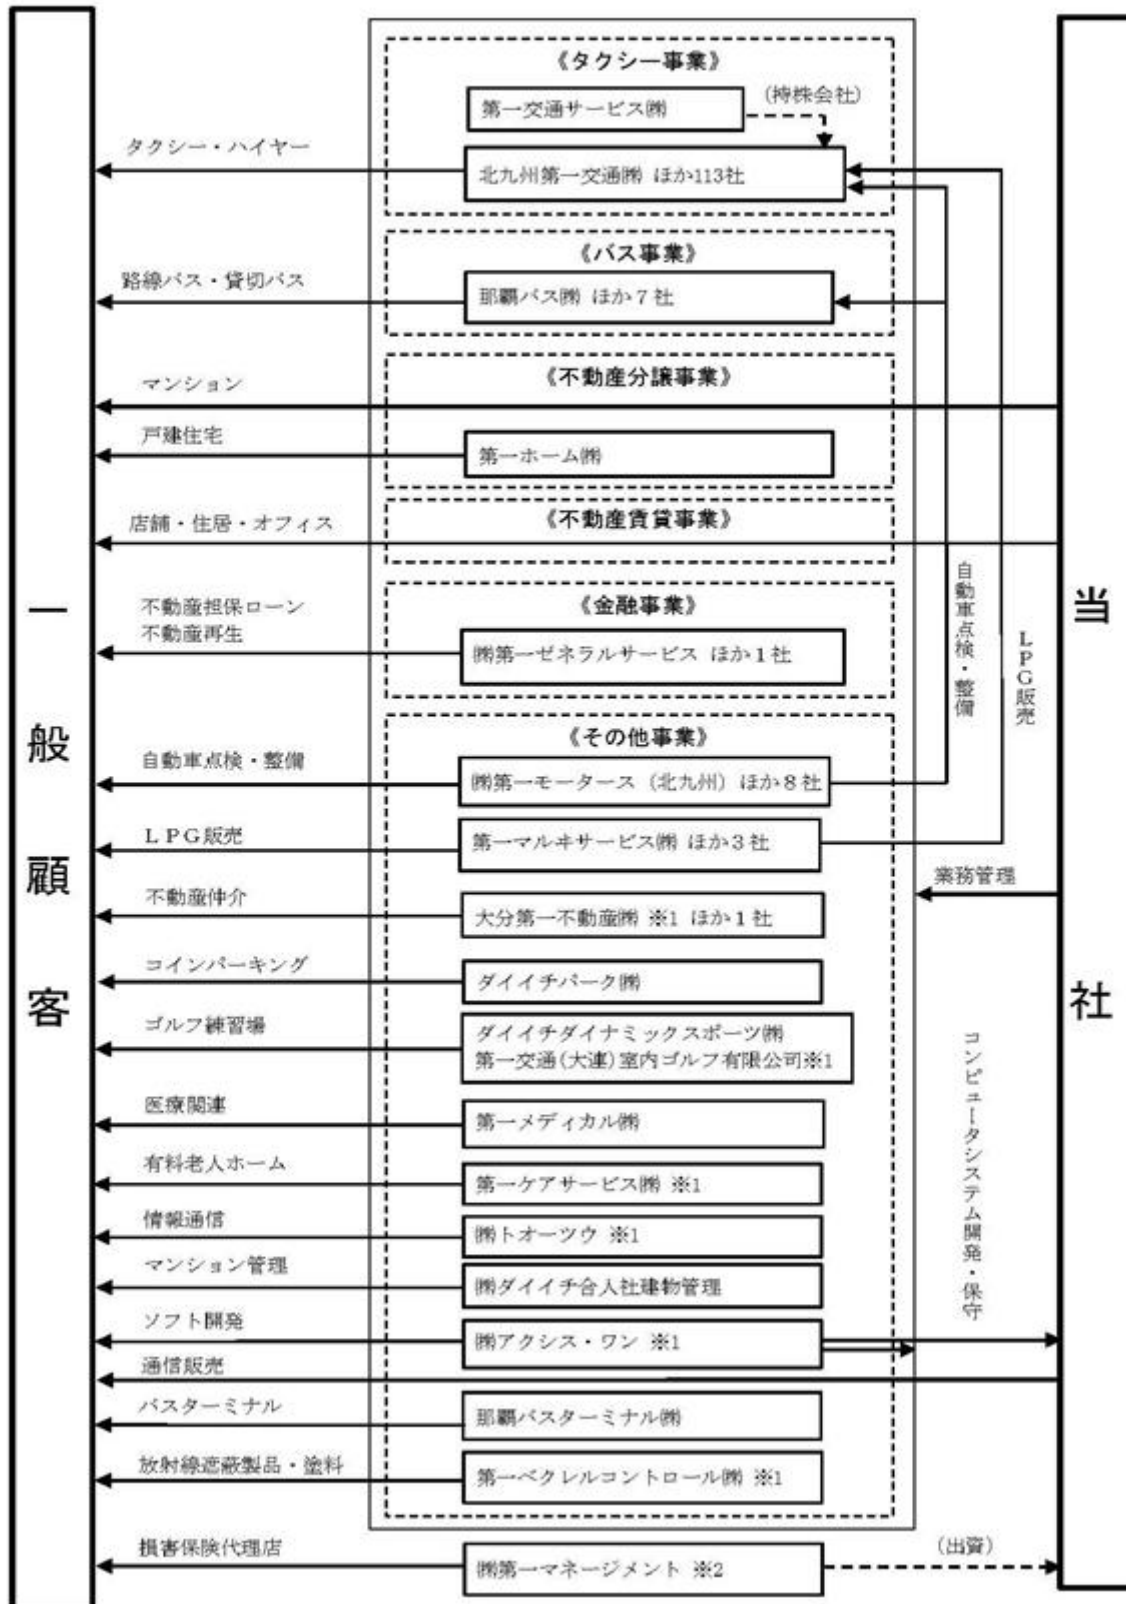 一般顧客
当社
《タクシー事業》
第一交通サービス㈱
(持株会社)
タクシー・ハイヤー
北九州第一交通㈱ ほか113社
《バス事業》
路線バス・貸切バス
那覇バス㈱ ほか7社
《不動産分譲事業》
マンション
戸建住宅
第一ホーム㈱
《不動産賃貸事業》
店舗・住居・オフィス
《金融事業》
不動産担保ローン
不動産再生
㈱第一ゼネラルサービス ほか1社
自動車点検・整備
LPG販売
《その他事業》
自動車点検・整備
㈱第一モータース（北九州）ほか8社
LPG販売
第一マルヰサービス㈱ ほか3社
業務管理
不動産仲介
大分第一不動産㈱ ※1 ほか1社
コインパーキング
ダイイチパーク㈱
ゴルフ練習場
ダイイチダイナミックスポーツ㈱
第一交通(大連)室内ゴルフ有限公司※1
コンピュータシステム開発・保守
医療関連
第一メディカル㈱
有料老人ホーム
第一ケアサービス㈱ ※1
情報通信
㈱トオーツウ ※1
マンション管理
㈱ダイイチ合人社建物管理
ソフト開発
㈱アクシス・ワン ※1
通信販売
バスターミナル
那覇バスターミナル㈱
放射線遮蔽製品・塗料
第一ベクレルコントロール㈱ ※1
損害保険代理店
㈱第一マネージメント ※2
(出資)